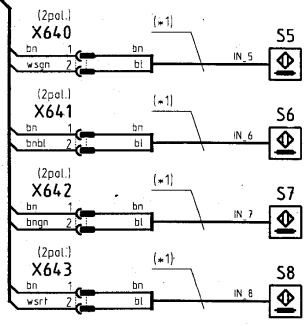 (2pol.) (*1) S5
X640
bn 1 bn
wsgn 2 bl IN_5
(2pol.) (*1) S6
X641
bn 1 bn
bnbl 2 bl IN_6
(2pol.) (*1) S7
X642
bn 1 bn
bngn 2 bl IN_7
(2pol.) (*1) S8
X643
bn 1 bn
wsrt 2 bl IN_8